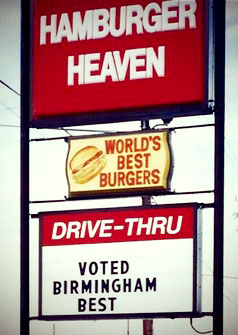 HAMBURGER
HEAVEN
WORLD'S
BEST
BURGERS
DRIVE-THRU
VOTED
BIRMINGHAM
BEST